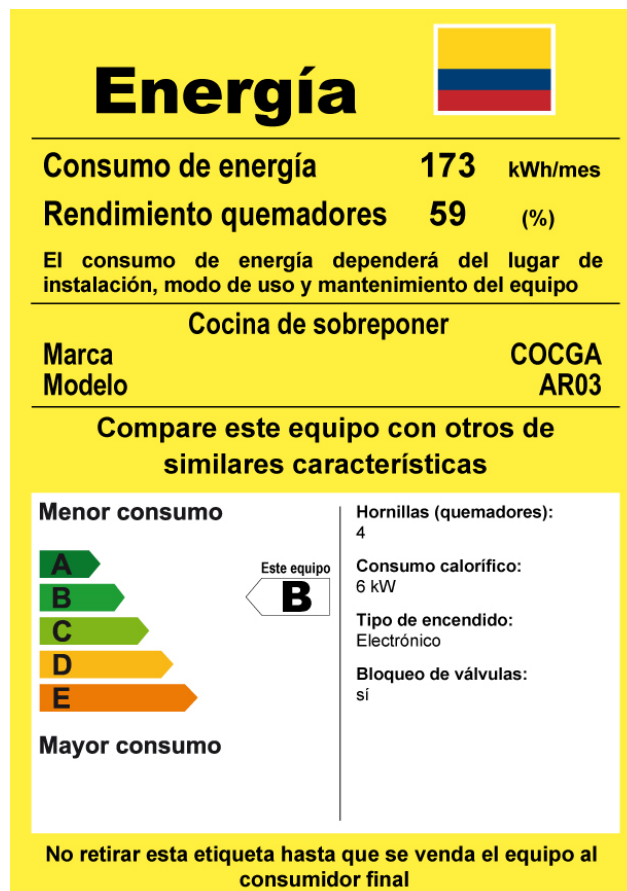 Energía
Consumo de energía 173 kWh/mes
Rendimiento quemadores 59 (%)
El consumo de energía dependerá del lugar de
instalación, modo de uso y mantenimiento del equipo
Cocina de sobreponer
Marca COCGA
Modelo AR03
Compare este equipo con otros de
similares características
Menor consumo
A
B
C
D
E
Mayor consumo
Este equipo
B
Hornillas (quemadores):
4
Consumo calorífico:
6 kW
Tipo de encendido:
Electrónico
Bloqueo de válvulas:
sí
No retirar esta etiqueta hasta que se venda el equipo al
consumidor final